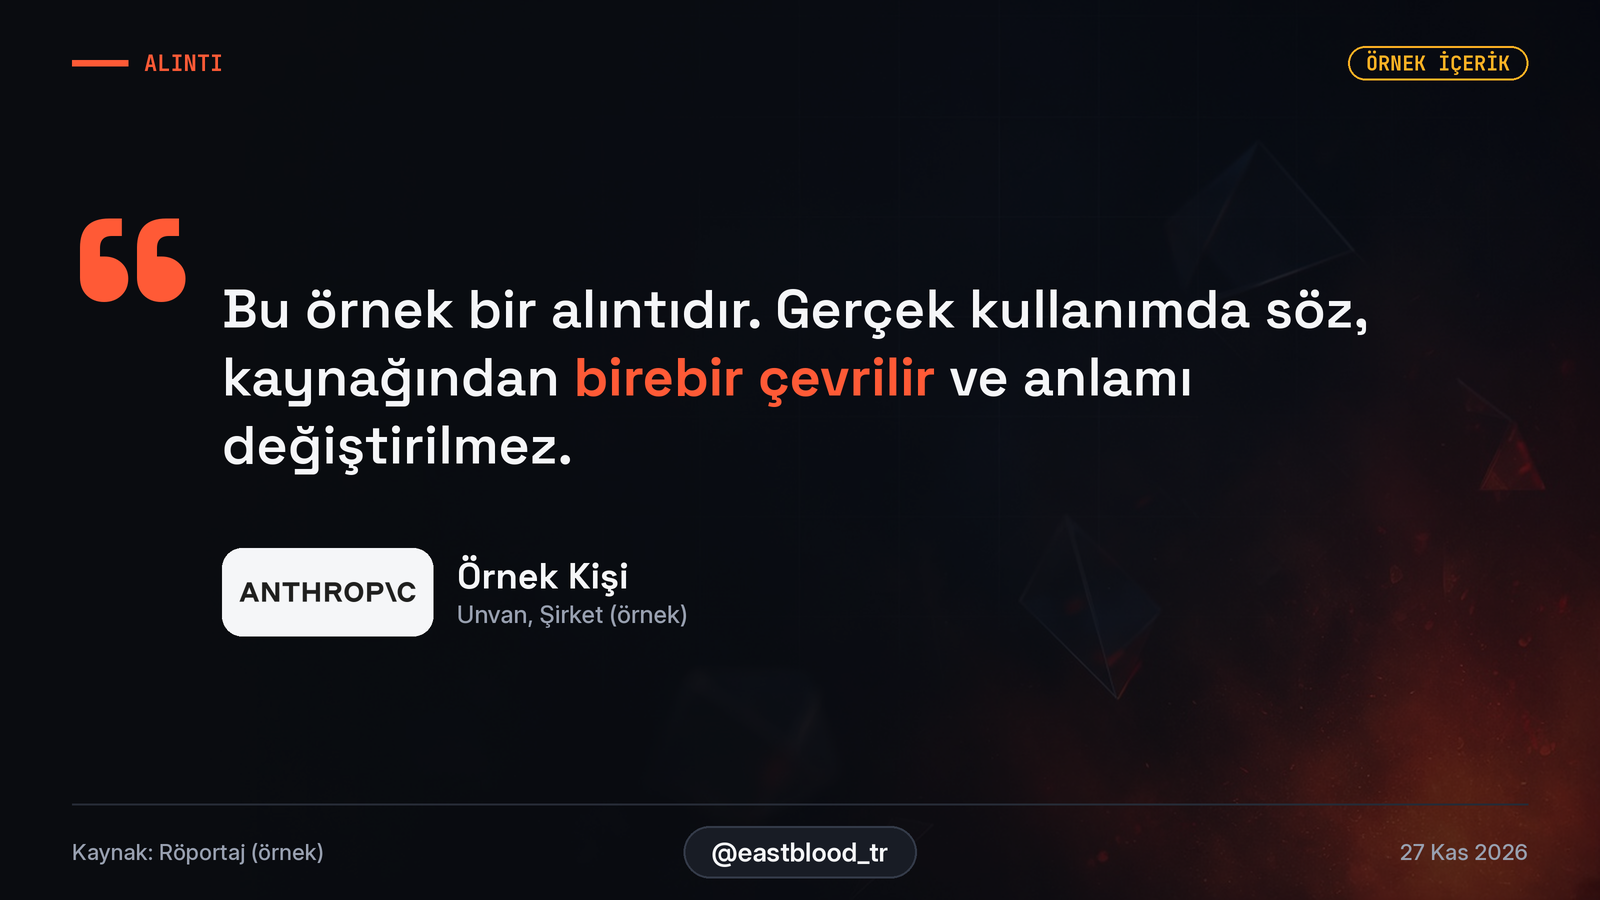 ALINTI
ÖRNEK İÇERİK
“
Bu örnek bir alıntıdır. Gerçek kullanımda söz,
kaynağından birebir çevrilir ve anlamı
değiştirilmez.
ANTHROP\C
Örnek Kişi
Unvan, Şirket (örnek)
Kaynak: Röportaj (örnek)
@eastblood_tr
27 Kas 2026